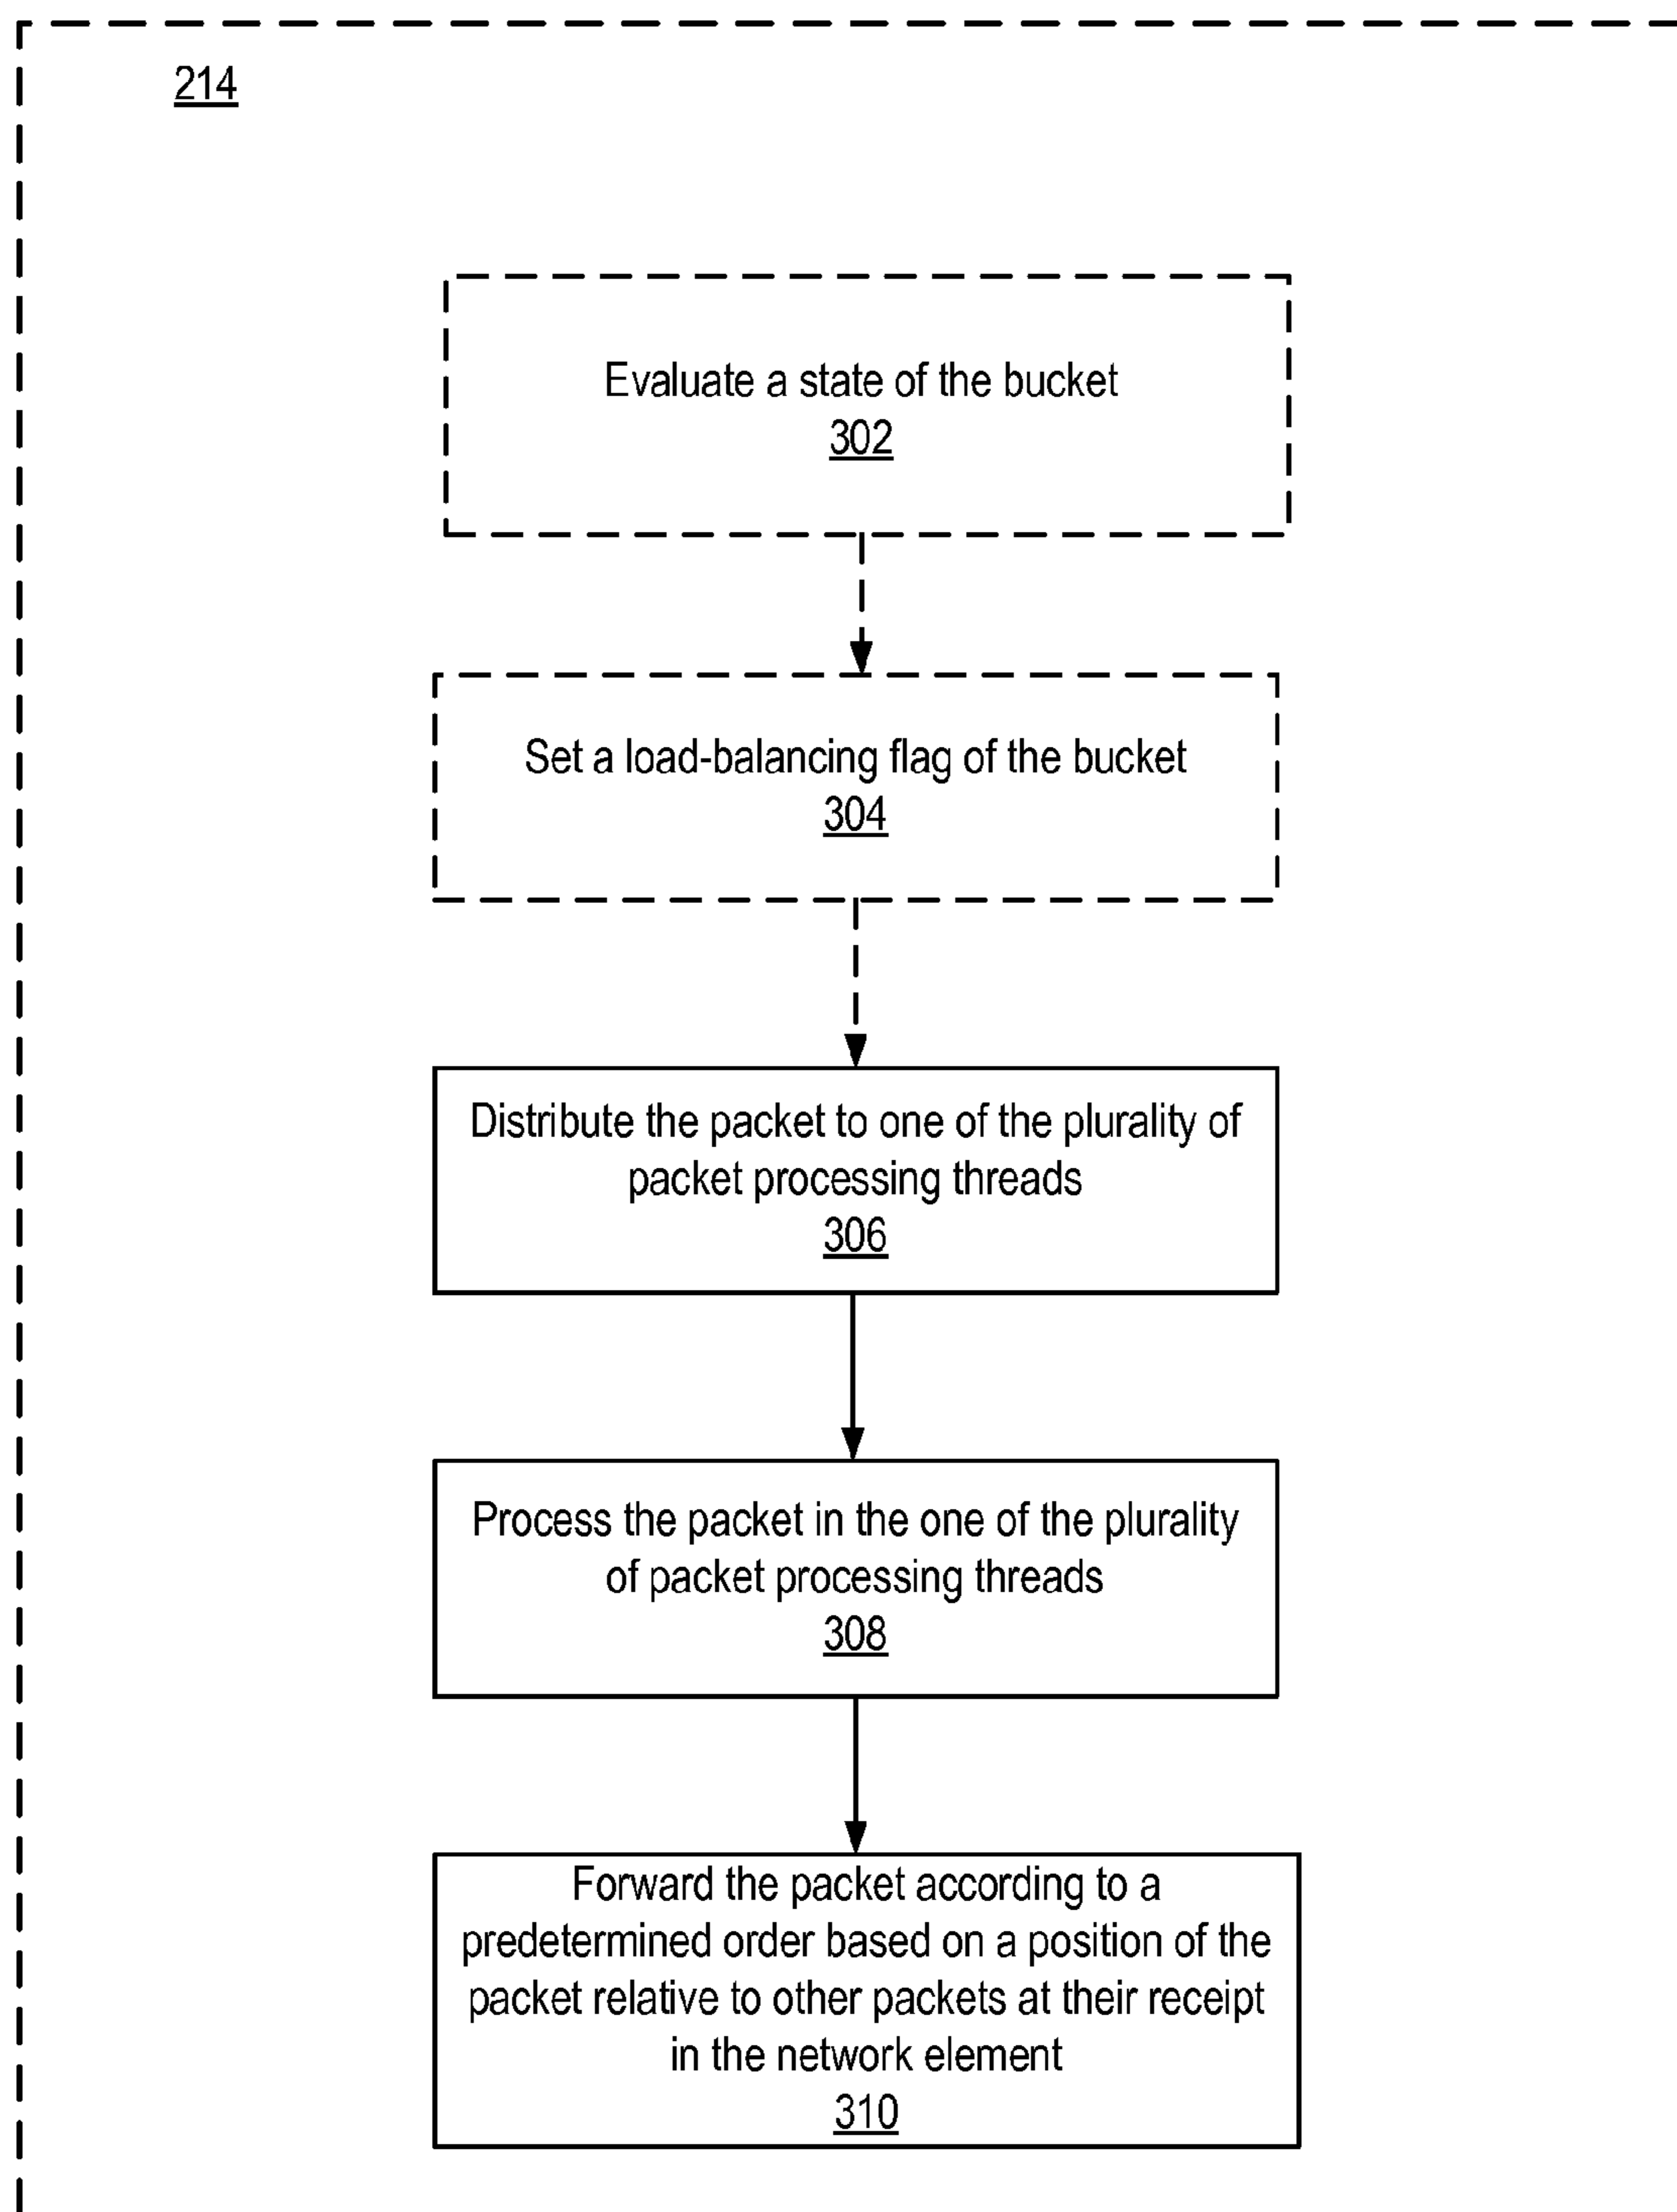 214
Evaluate a state of the bucket
302
Set a load-balancing flag of the bucket
304
Distribute the packet to one of the plurality of
packet processing threads
306
Process the packet in the one of the plurality
of packet processing threads
308
Forward the packet according to a
predetermined order based on a position of the
packet relative to other packets at their receipt
in the network element
310